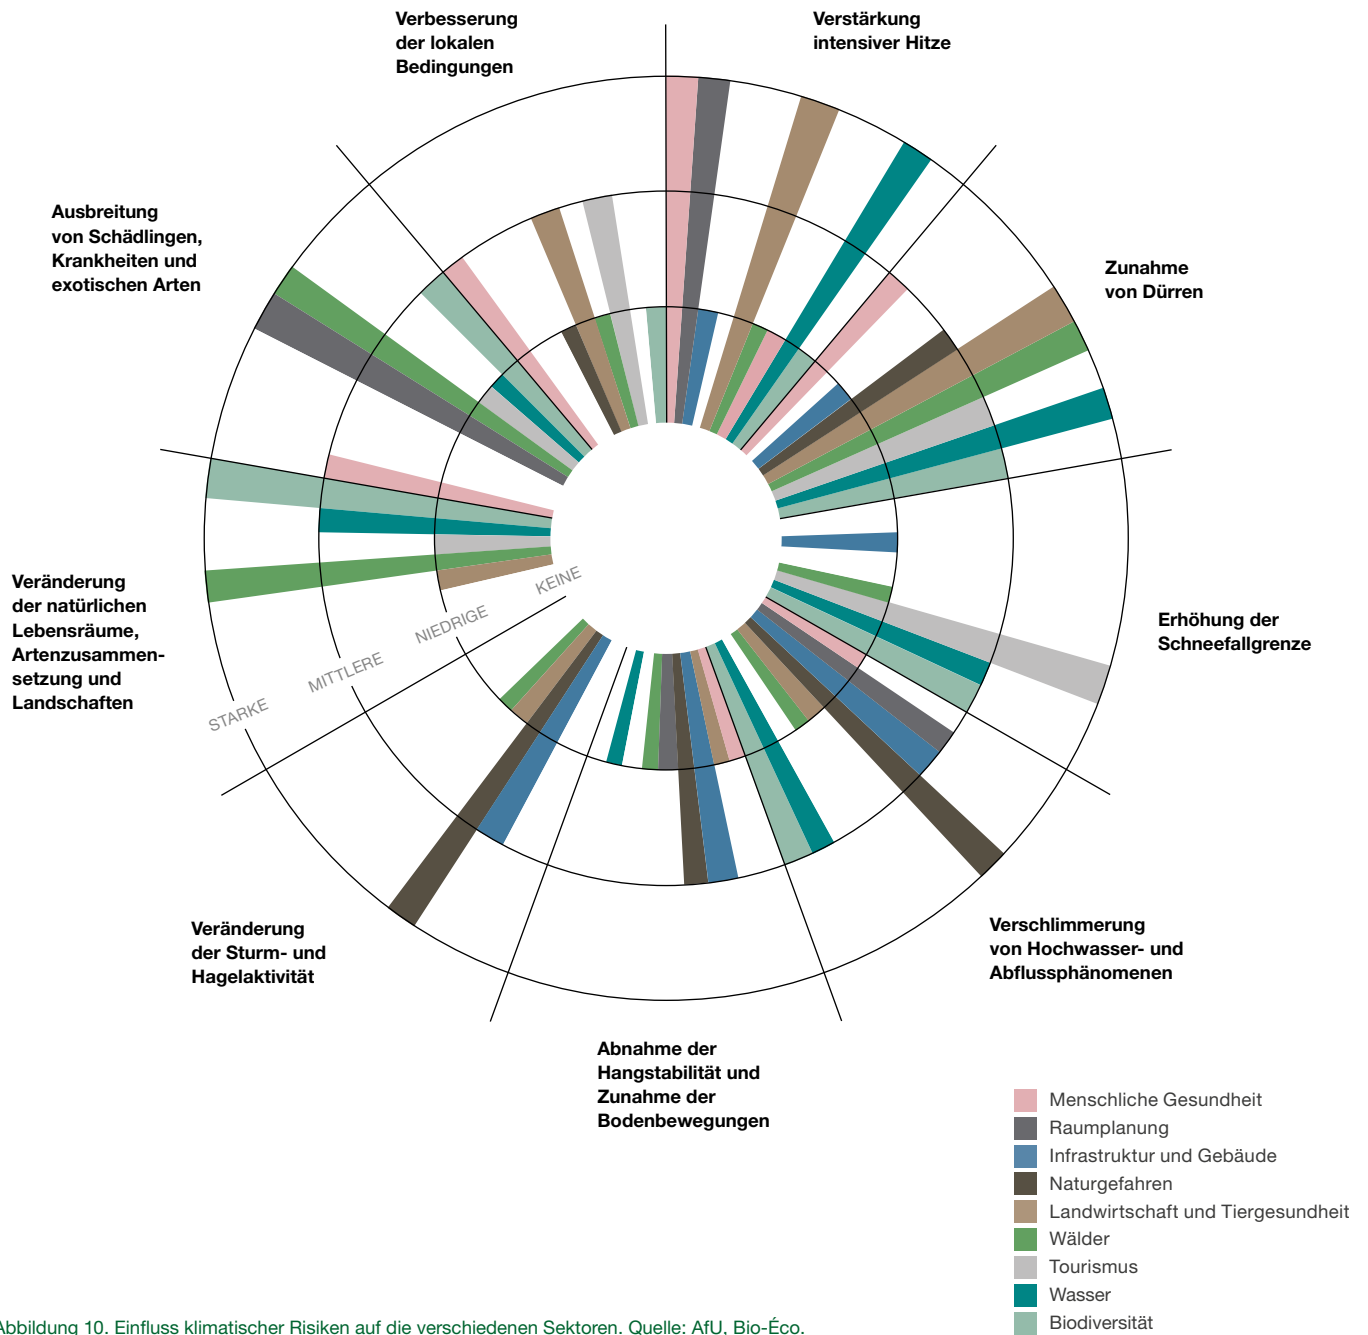 Verbesserung
der lokalen
Bedingungen
Verstärkung
intensiver Hitze
Ausbreitung
von Schädlingen,
Krankheiten und
exotischen Arten
Zunahme
von Dürren
Veränderung
der natürlichen
Lebensräume,
Artenzusammen-
setzung und
Landschaften
KEINE
NIEDRIGE
MITTLERE
STARKE
Erhöhung der
Schneefallgrenze
Veränderung
der Sturm- und
Hagelaktivität
Verschlimmerung
von Hochwasser- und
Abflussphänomenen
Abnahme der
Hangstabilität und
Zunahme der
Bodenbewegungen
Menschliche Gesundheit
Raumplanung
Infrastruktur und Gebäude
Naturgefahren
Landwirtschaft und Tiergesundheit
Wälder
Tourismus
Wasser
Biodiversität
Abbildung 10. Einfluss klimatischer Risiken auf die verschiedenen Sektoren. Quelle: AfU, Bio-Éco.